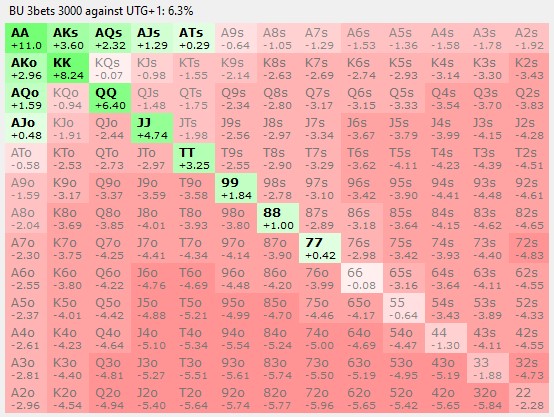 BU 3bets 3000 against UTG+1: 6.3%
AA AKs AQs AJs ATs A9s A8s A7s A6s A5s A4s A3s A2s
+11.0 +3.60 +2.32 +1.29 +0.29 -0.64 -1.05 -1.29 -1.53 -1.36 -1.58 -1.78 -1.92
AKo KK KQs KJs KTs K9s K8s K7s K6s K5s K4s K3s K2s
+2.96 +8.24 -0.07 -0.98 -1.55 -2.14 -2.63 -2.69 -2.74 -2.93 -3.14 -3.30 -3.43
AQo KQo QQ QJs QTs Q9s Q8s Q7s Q6s Q5s Q4s Q3s Q2s
+1.59 -0.94 +6.40 -1.48 -1.75 -2.34 -2.80 -3.17 -3.15 -3.33 -3.54 -3.70 -3.83
AJo KJo QJo JJ JTs J9s J8s J7s J6s J5s J4s J3s J2s
+0.48 -1.91 -2.44 +4.74 -1.98 -2.56 -2.97 -3.34 -3.67 -3.79 -3.99 -4.15 -4.28
ATo KTo QTo JTo TT T9s T8s T7s T6s T5s T4s T3s T2s
-0.58 -2.53 -2.73 -2.97 +3.25 -2.55 -2.90 -3.29 -3.62 -4.11 -4.23 -4.39 -4.51
A9o K9o Q9o J9o T9o 99 98s 97s 96s 95s 94s 93s 92s
-1.59 -3.17 -3.37 -3.59 -3.58 +1.84 -2.78 -3.10 -3.42 -3.90 -4.41 -4.48 -4.61
A8o K8o Q8o J8o T8o 98o 88 87s 86s 85s 84s 83s 82s
-2.04 -3.69 -3.85 -4.01 -3.93 -3.80 +1.00 -2.89 -3.18 -3.64 -4.15 -4.62 -4.65
A7o K7o Q7o J7o T7o 97o 87o 77 76s 75s 74s 73s 72s
-2.30 -3.75 -4.25 -4.41 -4.34 -4.14 -3.90 +0.42 -2.98 -3.42 -3.93 -4.40 -4.83
A6o K6o Q6o J6o T6o 96o 86o 76o 66 65s 64s 63s 62s
-2.55 -3.80 -4.22 -4.76 -4.69 -4.48 -4.20 -3.99 -0.08 -3.16 -3.64 -4.11 -4.55
A5o K5o Q5o J5o T5o 95o 85o 75o 65o 55 54s 53s 52s
-2.37 -4.01 -4.42 -4.88 -5.21 -4.99 -4.70 -4.46 -4.17 -0.64 -3.43 -3.89 -4.33
A4o K4o Q4o J4o T4o 94o 84o 74o 64o 54o 44 43s 42s
-2.61 -4.23 -4.64 -5.10 -5.34 -5.54 -5.24 -5.00 -4.69 -4.47 -1.30 -4.11 -4.55
A3o K3o Q3o J3o T3o 93o 83o 73o 63o 53o 43o 33 32s
-2.81 -4.40 -4.81 -5.27 -5.51 -5.61 -5.74 -5.50 -5.19 -4.95 -5.19 -1.88 -4.73
A2o K2o Q2o J2o T2o 92o 82o 72o 62o 52o 42o 32o 22
-2.96 -4.54 -4.94 -5.40 -5.64 -5.74 -5.77 -5.96 -5.65 -5.42 -5.65 -5.84 -2.28